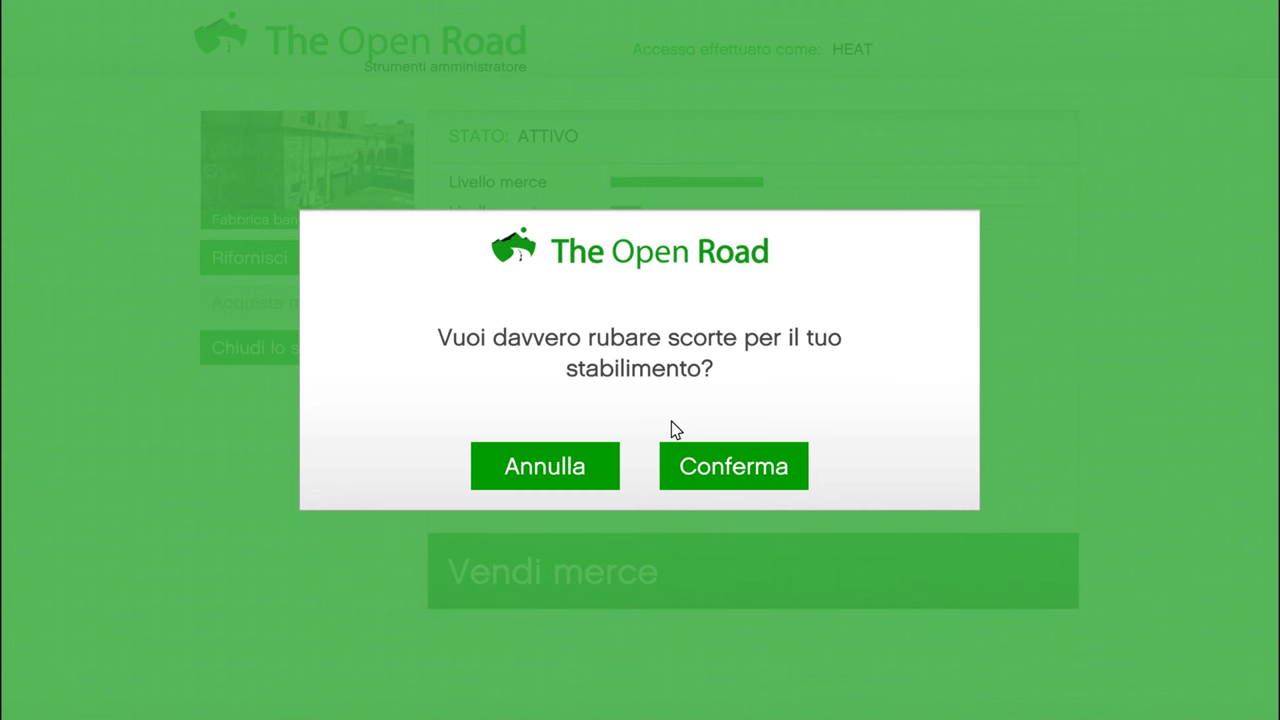 The Open Road
Strumenti amministratore
Accesso effettuato come: HEAT
STATO: ATTIVO
Livello merce
Fabbrica
Rifornisci
Acquista
Chiudi lo
The Open Road
Vuoi davvero rubare scorte per il tuo
stabilimento?
Annulla
Conferma
Vendi merce